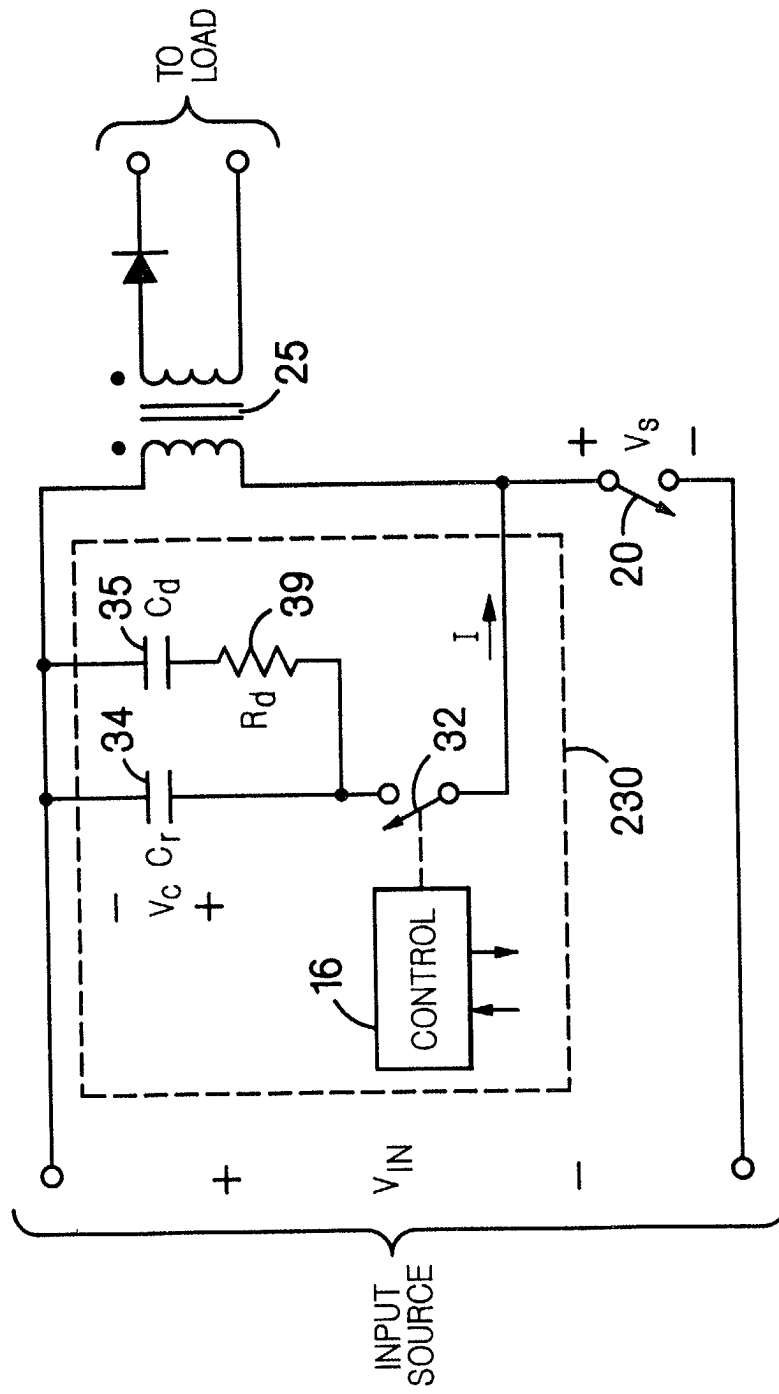 INPUT
SOURCE
+
V_IN
−
230
16
CONTROL
−
V_C C_r
+
34
35
C_d
R_d
39
32
I
25
20
+
V_S
−
TO
LOAD